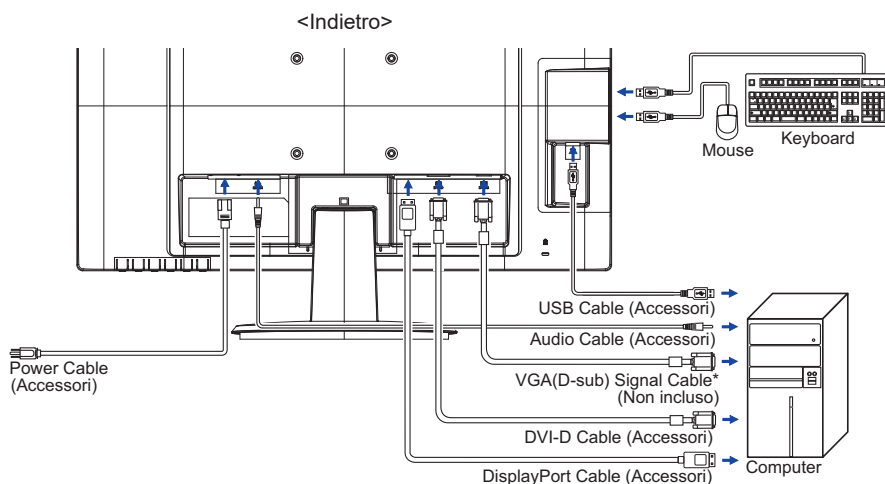 <Indietro>
Keyboard
Mouse
USB Cable (Accessori)
Audio Cable (Accessori)
Power Cable
(Accessori)
VGA(D-sub) Signal Cable*
(Non incluso)
DVI-D Cable (Accessori)
DisplayPort Cable (Accessori)
Computer